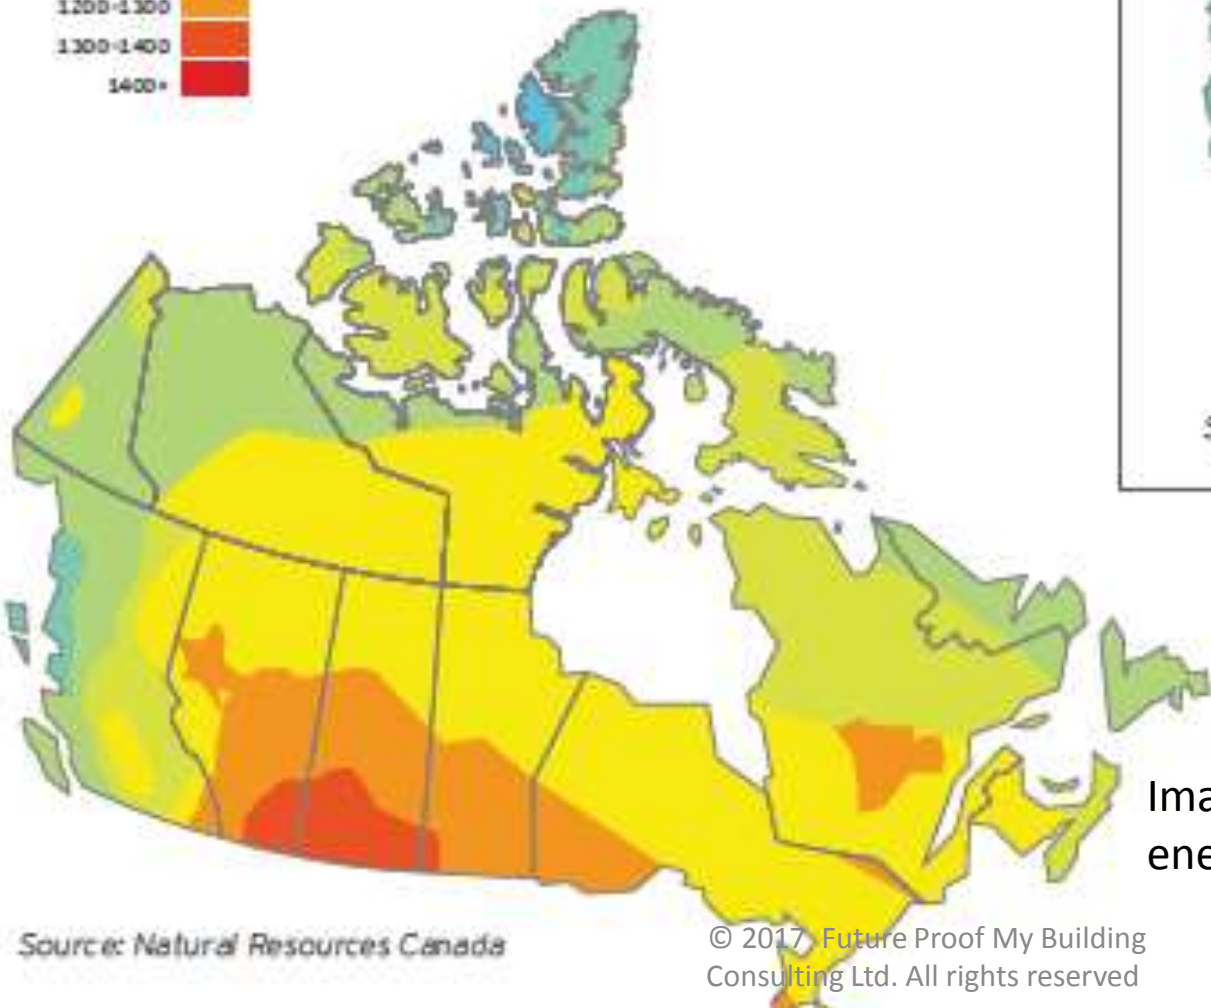 1200-1300
1300-1400
1400+
Ima
ene
Source: Natural Resources Canada
© 2017, Future Proof My Building
Consulting Ltd. All rights reserved